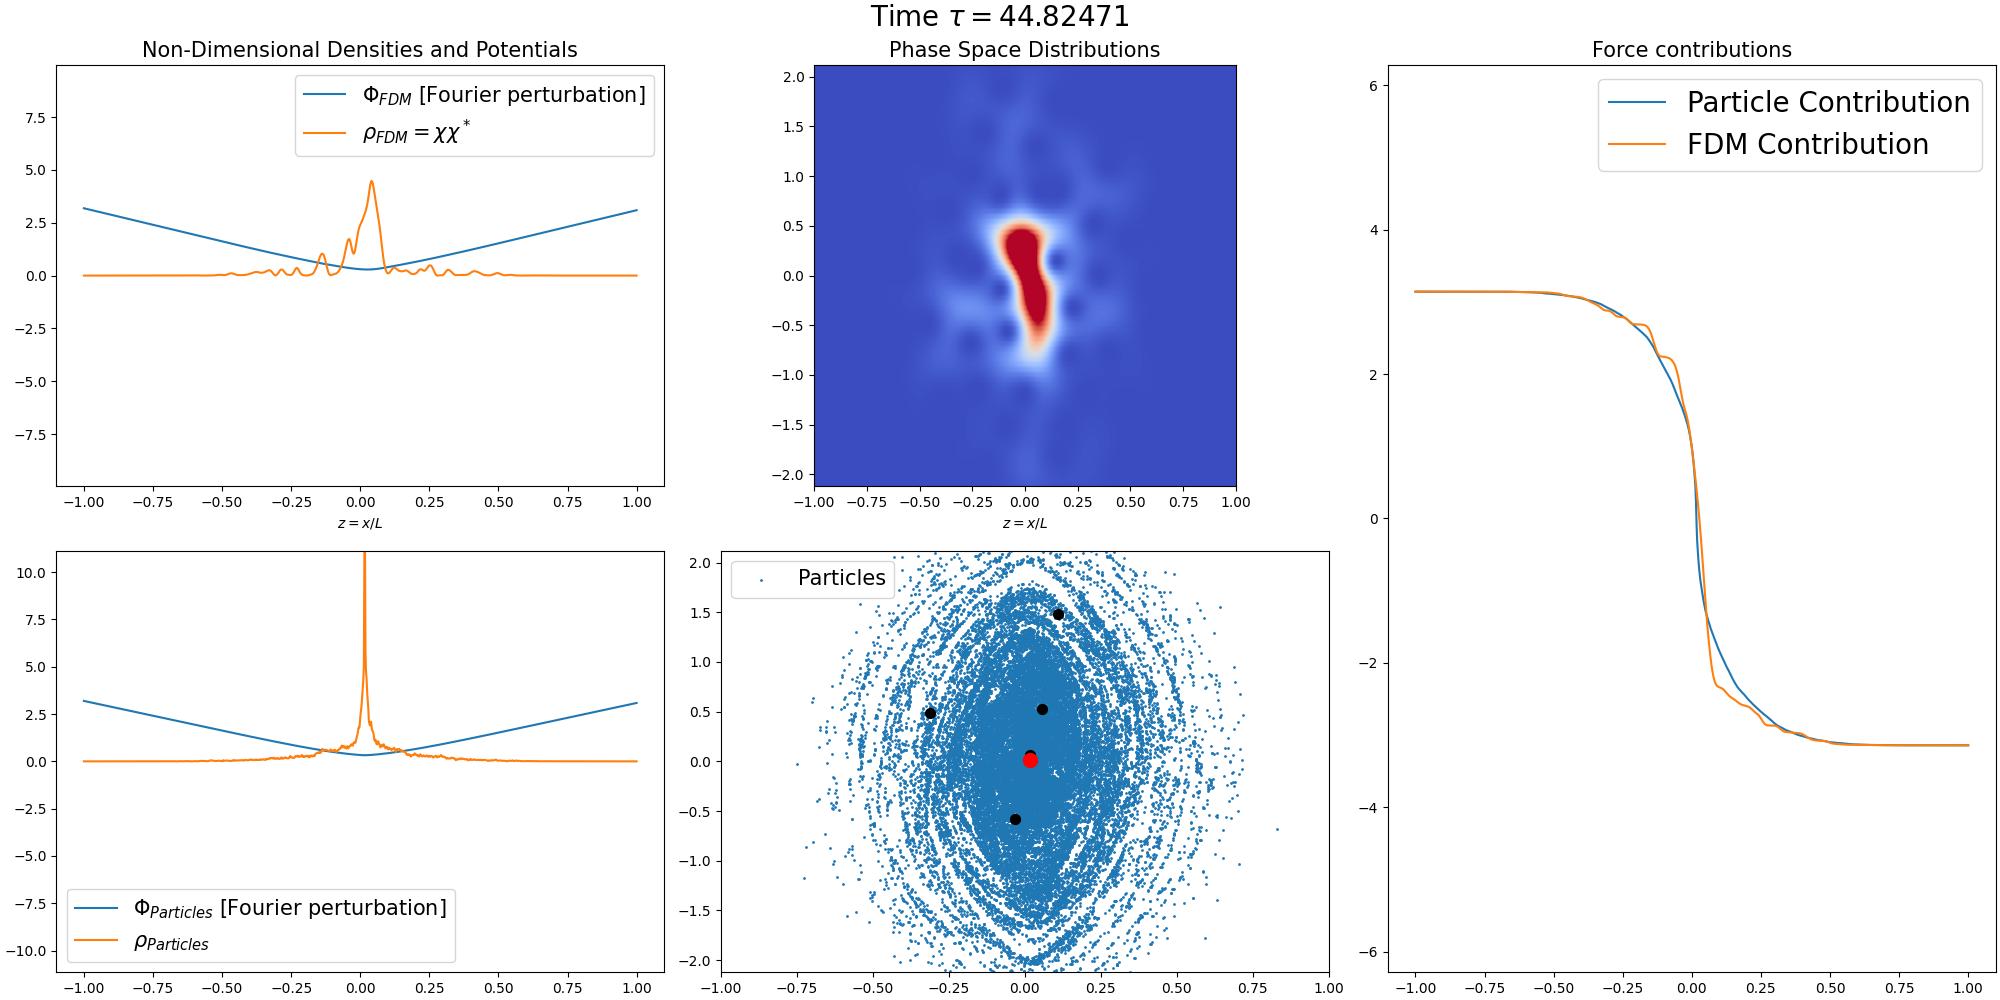 Time τ = 44.82471
Non-Dimensional Densities and Potentials
Φ_FDM [Fourier perturbation]
ρ_FDM = χχ*
7.5
5.0
2.5
0.0
−2.5
−5.0
−7.5
−1.00 −0.75 −0.50 −0.25 0.00 0.25 0.50 0.75 1.00
z = x/L
Phase Space Distributions
2.0
1.5
1.0
0.5
0.0
−0.5
−1.0
−1.5
−2.0
−1.00 −0.75 −0.50 −0.25 0.00 0.25 0.50 0.75 1.00
z = x/L
Force contributions
Particle Contribution
FDM Contribution
6
4
2
0
−2
−4
−6
−1.00 −0.75 −0.50 −0.25 0.00 0.25 0.50 0.75 1.00
10.0
7.5
5.0
2.5
0.0
−2.5
−5.0
−7.5
−10.0
Φ_Particles [Fourier perturbation]
ρ_Particles
−1.00 −0.75 −0.50 −0.25 0.00 0.25 0.50 0.75 1.00
Particles
2.0
1.5
1.0
0.5
0.0
−0.5
−1.0
−1.5
−2.0
−1.00 −0.75 −0.50 −0.25 0.00 0.25 0.50 0.75 1.00